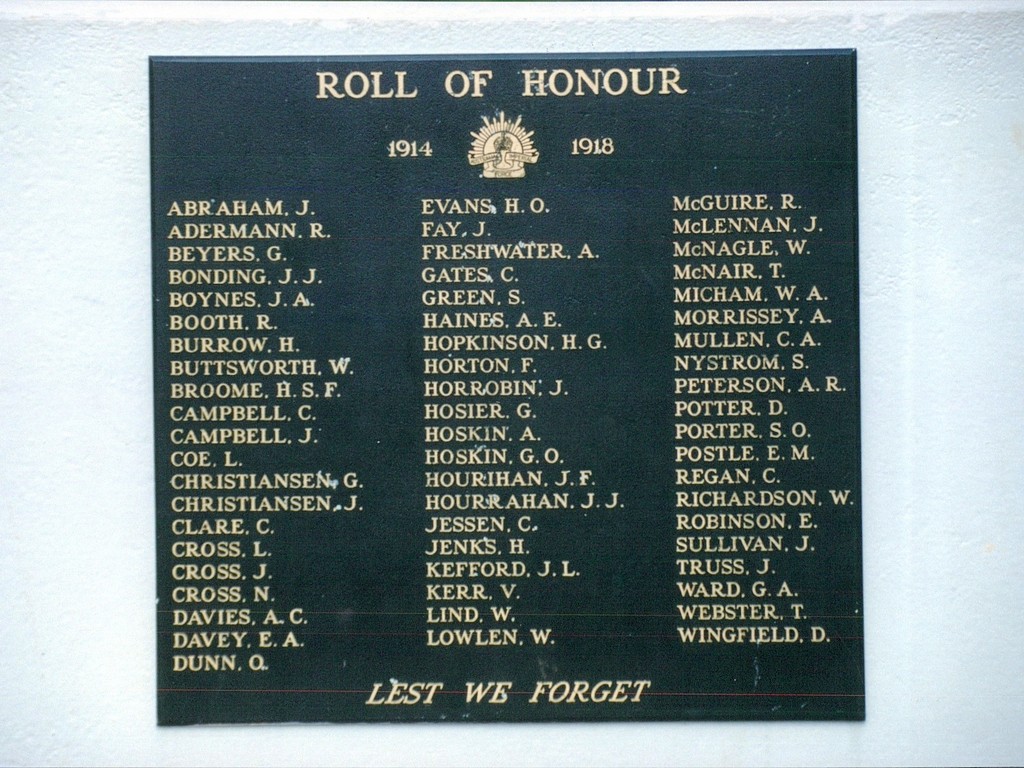 ROLL OF HONOUR
1914 1918
ABRAHAM, J.
ADERMANN, R.
BEYERS, G.
BONDING, J. J.
BOYNES, J. A.
BOOTH, R.
BURROW, H.
BUTTSWORTH, W.
BROOME, H. S. F.
CAMPBELL, C.
CAMPBELL, J.
COE, L.
CHRISTIANSEN, G.
CHRISTIANSEN, J.
CLARE, C.
CROSS, L.
CROSS, J.
CROSS, N.
DAVIES, A. C.
DAVEY, E. A.
DUNN, O.
EVANS, H. O.
FAY, J.
FRESHWATER, A.
GATES, C.
GREEN, S.
HAINES, A. E.
HOPKINSON, H. G.
HORTON, F.
HORROBIN, J.
HOSIER, G.
HOSKIN, A.
HOSKIN, G. O.
HOURIHAN, J. F.
HOURRAHAN, J. J.
JESSEN, C.
JENKS, H.
KEFFORD, J. L.
KERR, V.
LIND, W.
LOWLEN, W.
McGUIRE, R.
McLENNAN, J.
McNAGLE, W.
McNAIR, T.
MICHAM, W. A.
MORRISSEY, A.
MULLEN, C. A.
NYSTROM, S.
PETERSON, A. R.
POTTER, D.
PORTER, S. O.
POSTLE, E. M.
REGAN, C.
RICHARDSON, W.
ROBINSON, E.
SULLIVAN, J.
TRUSS, J.
WARD, G. A.
WEBSTER, T.
WINGFIELD, D.
LEST WE FORGET